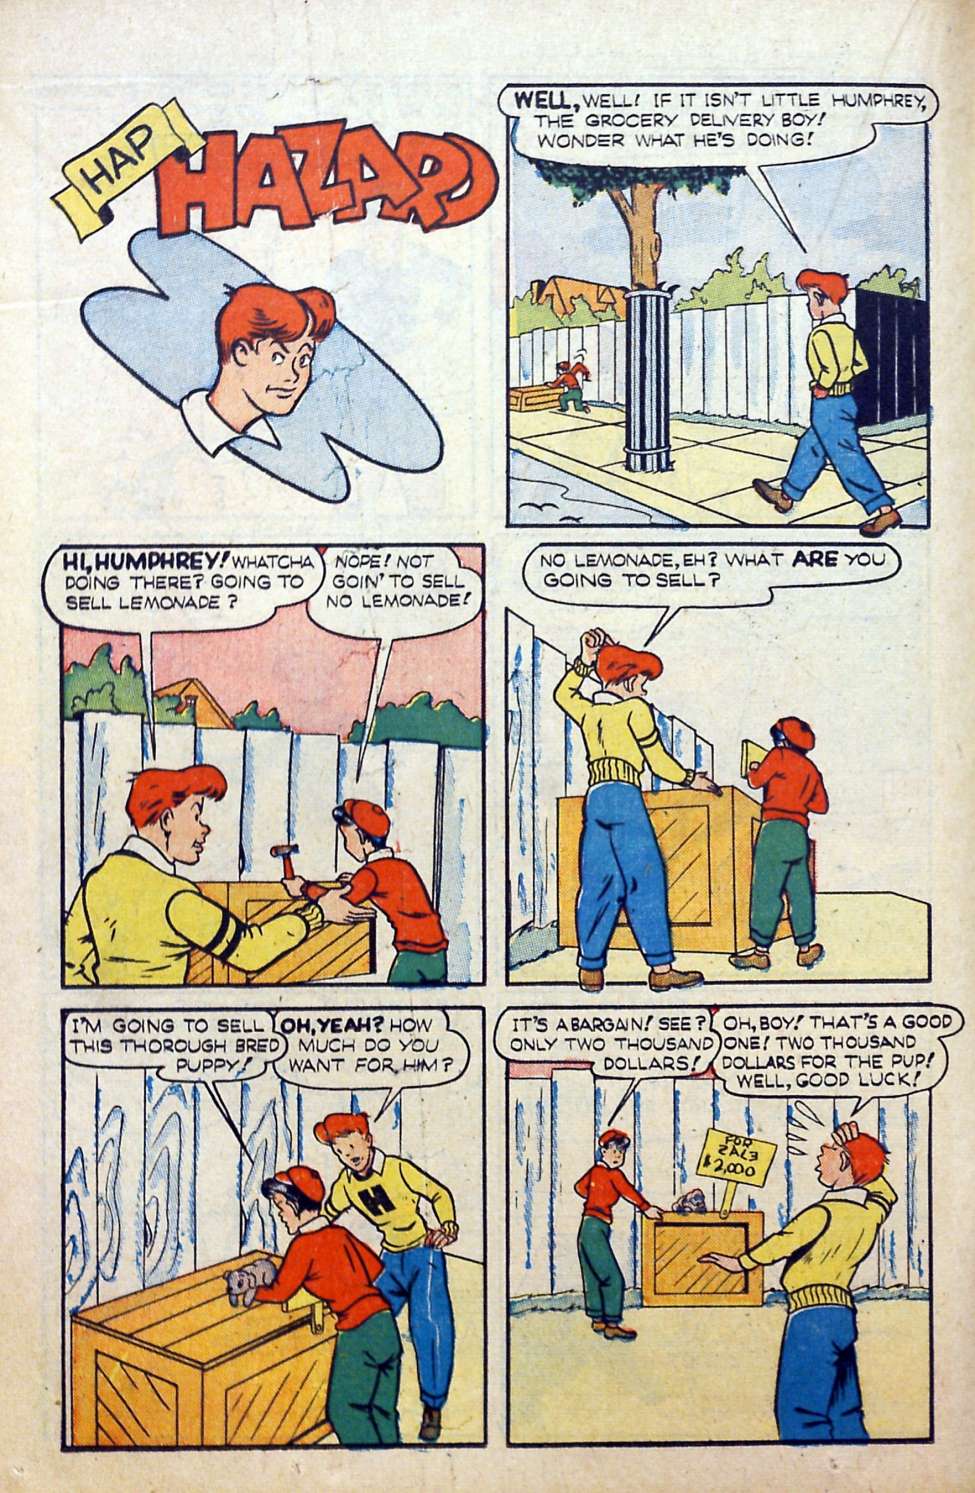 HAP
HAZARD
WELL, WELL! IF IT ISN'T LITTLE HUMPHREY,
THE GROCERY DELIVERY BOY!
WONDER WHAT HE'S DOING!
HI, HUMPHREY! WHATCHA
DOING THERE? GOING TO
SELL LEMONADE?
NOPE! NOT
GOIN' TO SELL
NO LEMONADE!
NO LEMONADE, EH? WHAT ARE YOU
GOING TO SELL?
I'M GOING TO SELL
THIS THOROUGH BRED
PUPPY!
OH, YEAH? HOW
MUCH DO YOU
WANT FOR HIM?
H
IT'S A BARGAIN! SEE?
ONLY TWO THOUSAND
DOLLARS!
OH, BOY! THAT'S A GOOD
ONE! TWO THOUSAND
DOLLARS FOR THE PUP!
WELL, GOOD LUCK!
FOR
ZALE
$2,000